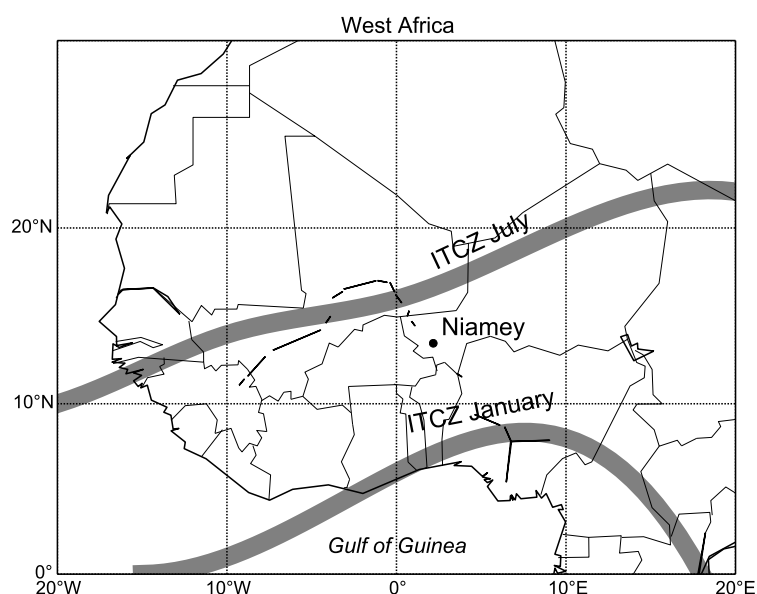 West Africa
20°N
ITCZ July
Niamey
10°N
ITCZ January
Gulf of Guinea
0°
20°W 10°W 0° 10°E 20°E